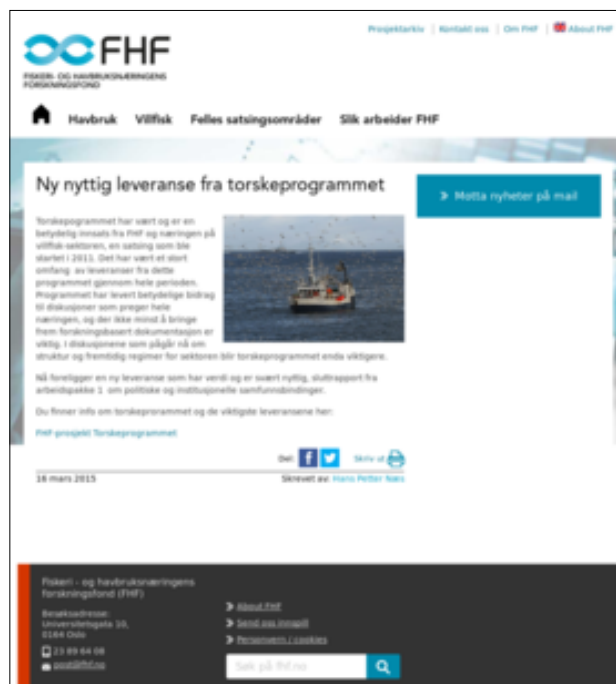 Prosjektarkiv | Kontakt oss | Om FHF | About FHF
FHF
FISKERI- OG HAVBRUKSNÆRINGENS
FORSKNINGSFOND
Havbruk Villfisk Felles satsingsområder Slik arbeider FHF
Ny nyttig leveranse fra torskeprogrammet
» Motta nyheter på mail
Torskepogrammet har vært og er en
betydelig innsats fra FHF og næringen på
villfisk-sektoren, en satsing som ble
startet i 2011. Det har vært et stort
omfang av leveranser fra dette
programmet gjennom hele perioden.
Programmet har levert betydelige bidrag
til diskusjoner som preger hele
næringen, og der ikke minst å bringe
frem forskningsbasert dokumentasjon er
viktig. I diskusjonene som pågår nå om
struktur og fremtidig regimer for sektoren blir torskeprogrammet enda viktigere.
Nå foreligger en ny leveranse som har verdi og er svært nyttig, sluttrapport fra
arbeidspakke 1 om politiske og institusjonelle samfunnsbindinger.
Du finner info om torskeprorammet og de viktigste leveransene her:
FHF-prosjekt Torskeprogrammet
Del: Skriv ut
16 mars 2015 Skrevet av: Hans Petter Næs
Fiskeri - og havbruksnæringens
forskningsfond (FHF)
Besøksadresse:
Universitetsgata 10,
0164 Oslo
23 89 64 08
post@fhf.no
» About FHF
» Send oss innspill
» Personvern / cookies
Søk på fhf.no